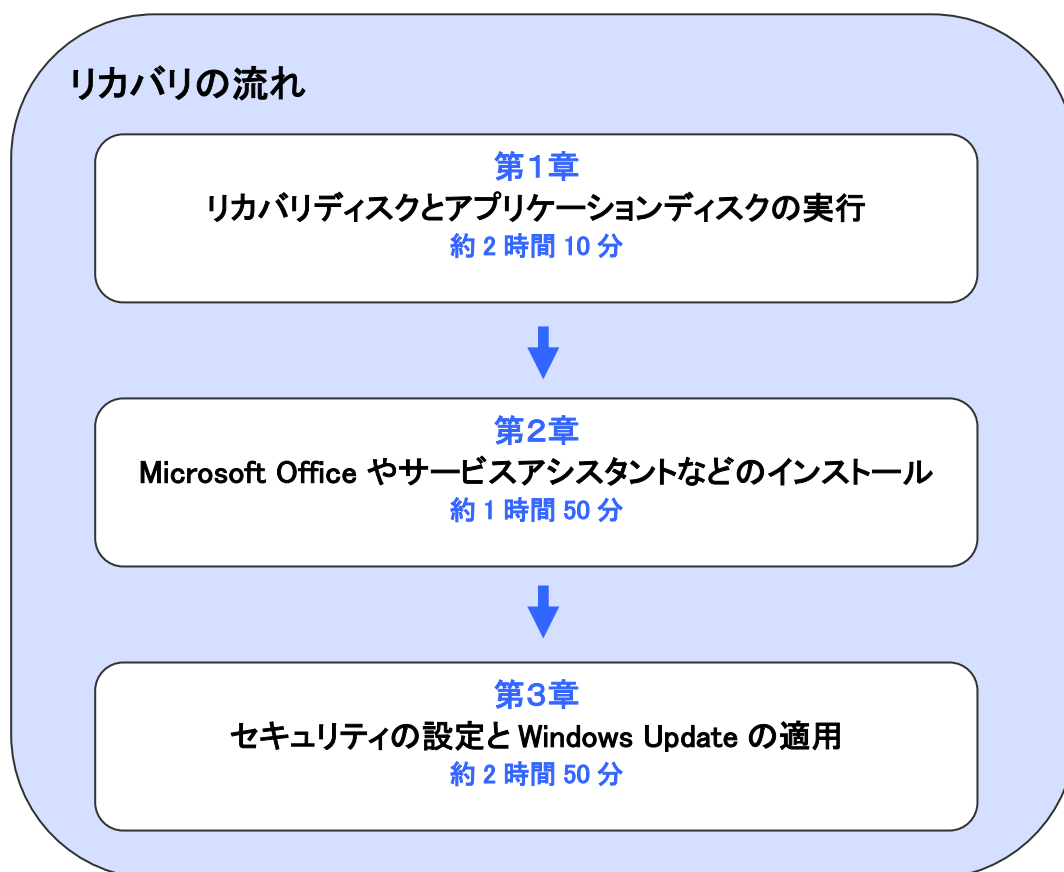 リカバリの流れ
第1章
リカバリディスクとアプリケーションディスクの実行
約 2 時間 10 分
第2章
Microsoft Office やサービスアシスタントなどのインストール
約 1 時間 50 分
第3章
セキュリティの設定と Windows Update の適用
約 2 時間 50 分